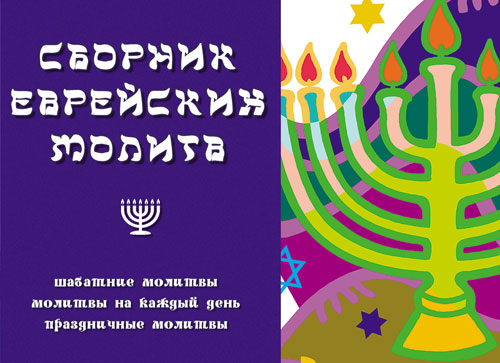 СБОРНИК
ЕВРЕЙСКИХ
МОЛИТВ
шабатние молитвы
молитвы на каждый день
праздничные молитвы